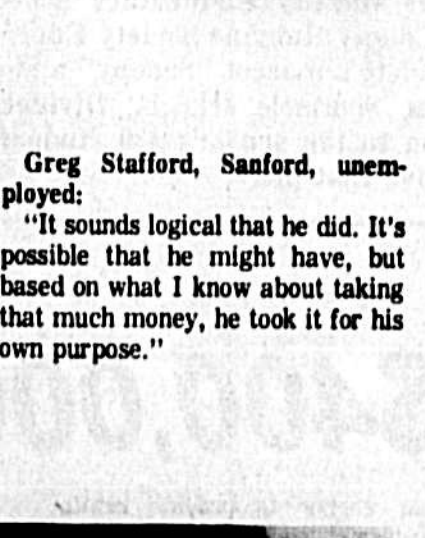 Greg Stafford, Sanford, unem-
ployed:
"It sounds logical that he did. It's
possible that he might have, but
based on what I know about taking
that much money, he took it for his
own purpose."